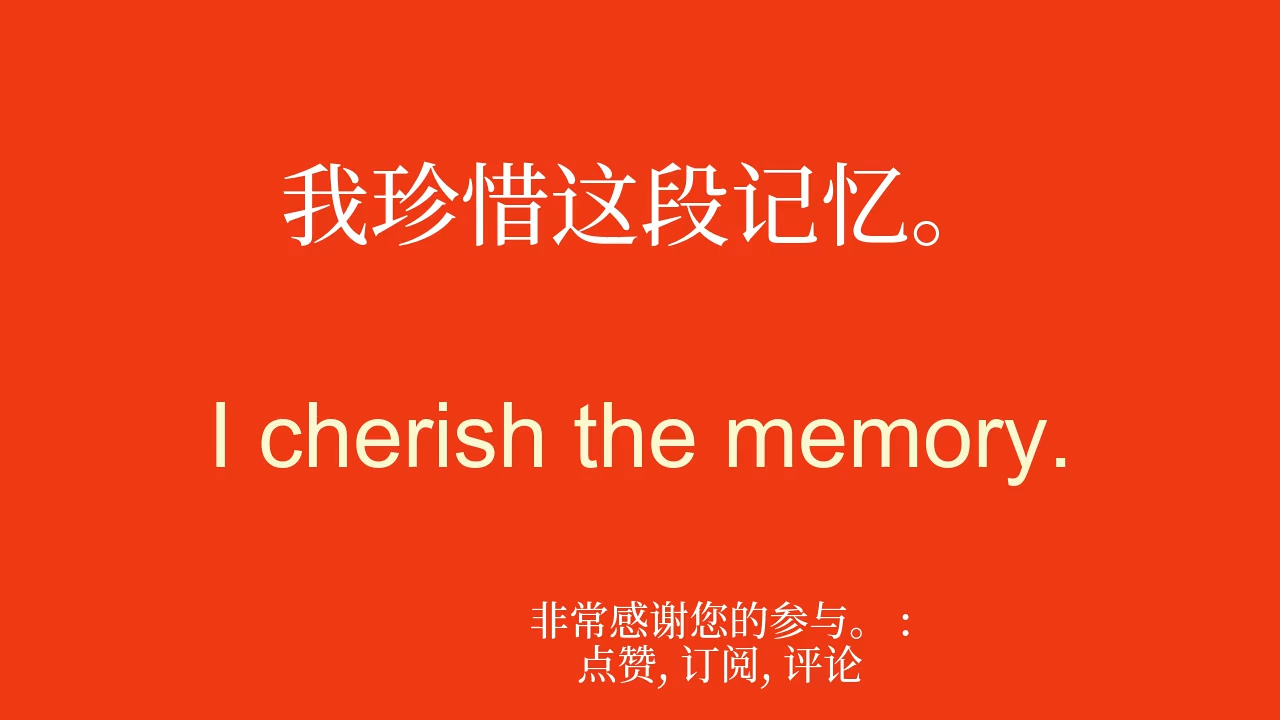 我珍惜这段记忆。
I cherish the memory.
非常感谢您的参与。 :
点赞, 订阅, 评论